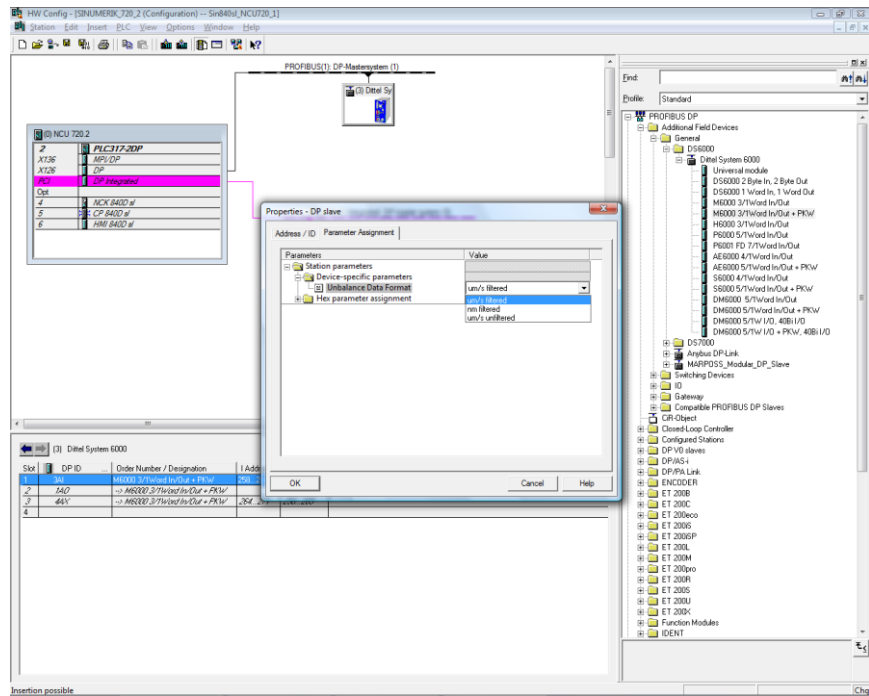 HW Config - [SINUMERIK_720_2 (Configuration) -- Sin840sl_NCU720_1]
Station Edit Insert PLC View Options Window Help
PROFIBUS(1): DP-Mastersystem (1)
(3) Dittel Sy
(0) NCU 720.2
2 PLC317-2DP
X136 MPI/DP
X126 DP
PCI DP Integrated
Opt
4 NCK 840D sl
5 CP 840D sl
6 HMI 840D sl
Properties - DP slave
Address / ID Parameter Assignment
Parameters Value
Station parameters
Device-specific parameters
Unbalance Data Format um/s filtered
Hex parameter assignment um/s filtered
nm filtered
um/s unfiltered
OK Cancel Help
(3) Dittel System 6000
Slot DP ID ... Order Number / Designation I Addr
1 3AI M6000 3/1Word In/Out + PKW
2 1AO -> M6000 3/1Word In/Out + PKW
3 4AX -> M6000 3/1Word In/Out + PKW
4
Find:
Profile: Standard
PROFIBUS DP
Additional Field Devices
General
DS6000
Dittel System 6000
Universal module
DS6000 2 Byte In, 2 Byte Out
DS6000 1 Word In, 1 Word Out
M6000 3/1Word In/Out
M6000 3/1Word In/Out + PKW
H6000 3/1Word In/Out
P6000 5/1Word In/Out
P6001 FD 7/1Word In/Out
AE6000 4/1Word In/Out
AE6000 5/1Word In/Out + PKW
S6000 4/1Word In/Out
S6000 5/1Word In/Out + PKW
DM6000 5/1Word In/Out
DM6000 5/1Word In/Out + PKW
DM6000 5/1W I/O, 40Bi I/O
DM6000 5/1W I/O + PKW, 40Bi I/O
DS7000
Anybus DP-Link
MARPOSS_Modular_DP_Slave
Switching Devices
IO
Gateway
Compatible PROFIBUS DP Slaves
CiR-Object
Closed-Loop Controller
Configured Stations
DP V0 slaves
DP/AS-i
DP/PA Link
ENCODER
ET 200B
ET 200C
ET 200eco
ET 200iS
ET 200iSP
ET 200L
ET 200M
ET 200pro
ET 200R
ET 200S
ET 200U
ET 200X
Function Modules
IDENT
Insertion possible
Chg